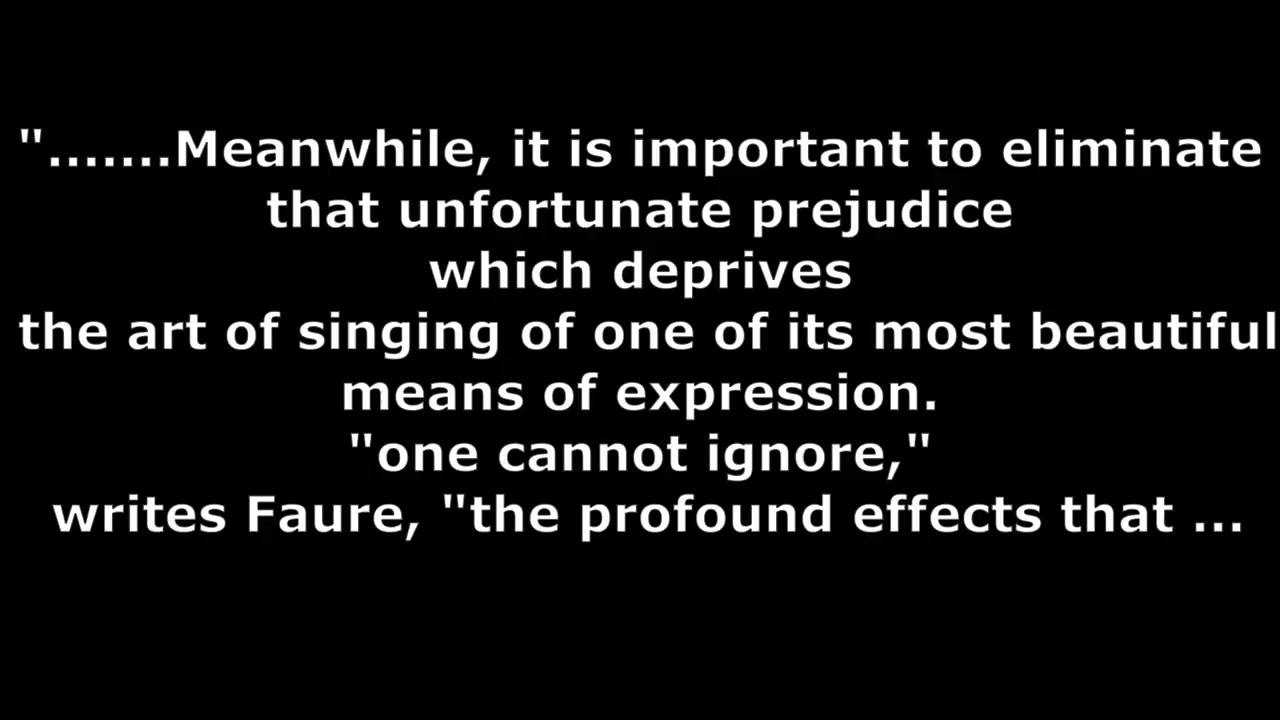 ".......Meanwhile, it is important to eliminate
that unfortunate prejudice
which deprives
the art of singing of one of its most beautiful
means of expression.
"one cannot ignore,"
writes Faure, "the profound effects that ...